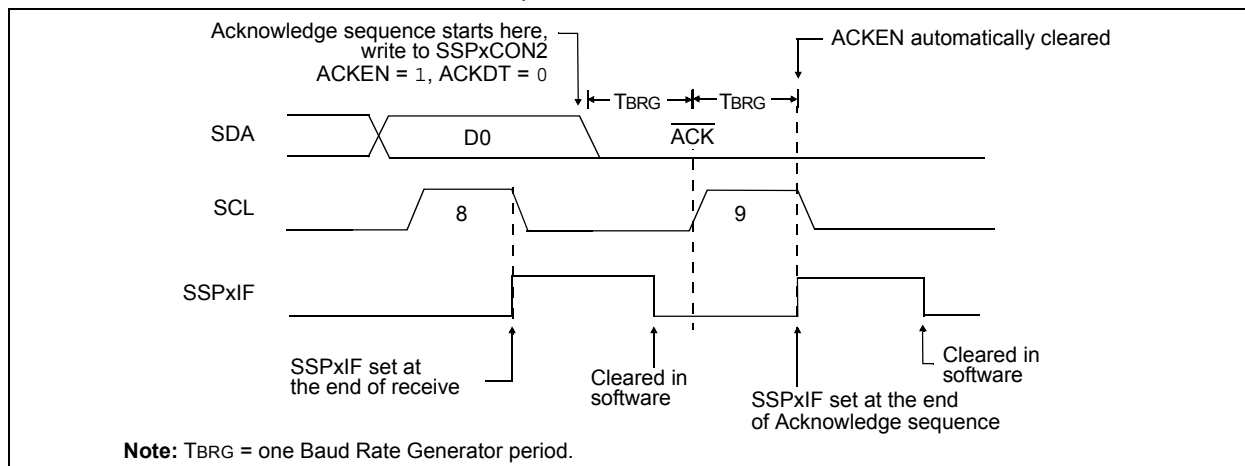 Acknowledge sequence starts here,
write to SSPxCON2
ACKEN = 1, ACKDT = 0
ACKEN automatically cleared
TBRG
TBRG
SDA
D0
ACK
SCL
8
9
SSPxIF
SSPxIF set at
the end of receive
Cleared in
software
SSPxIF set at the end
of Acknowledge sequence
Cleared in
software
Note: TBRG = one Baud Rate Generator period.